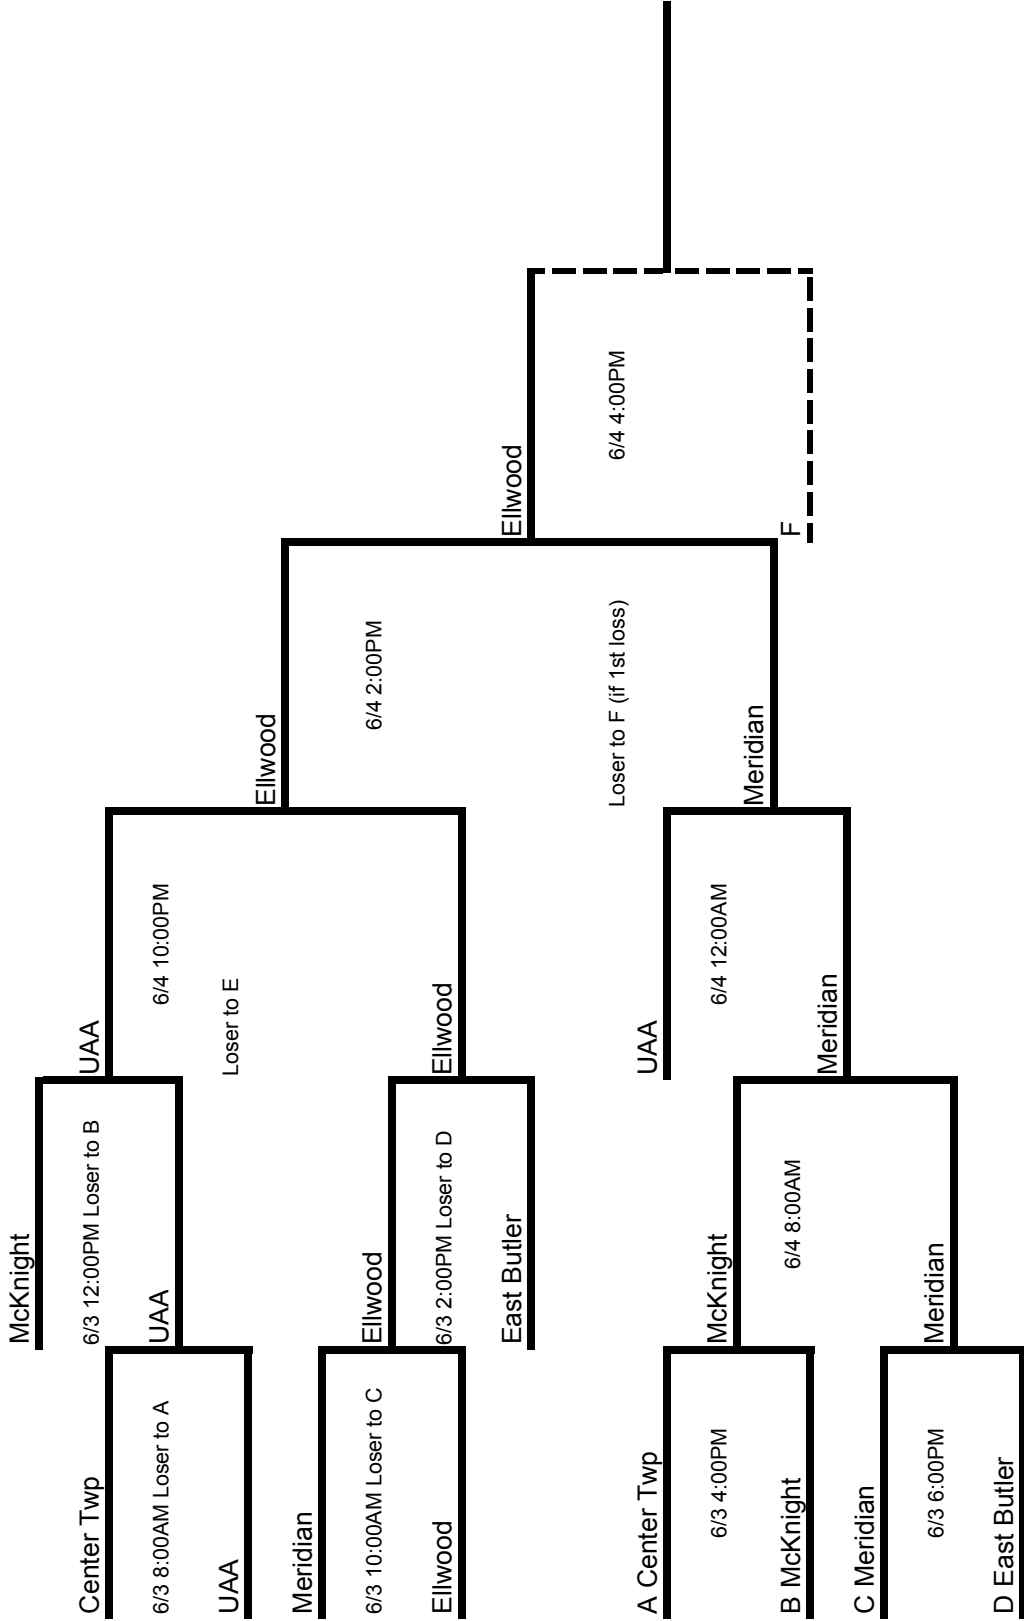 McKnight
6/3 12:00PM Loser to B
Center Twp
6/3 8:00AM Loser to A
UAA
UAA
UAA
6/4 10:00PM
Loser to E
Meridian
6/3 10:00AM Loser to C
Ellwood
Ellwood
6/3 2:00PM Loser to D
East Butler
Ellwood
Ellwood
6/4 2:00PM
Loser to F (if 1st loss)
Ellwood
6/4 4:00PM
F
A Center Twp
6/3 4:00PM
B McKnight
McKnight
6/4 8:00AM
C Meridian
6/3 6:00PM
D East Butler
Meridian
UAA
6/4 12:00AM
Meridian
Meridian